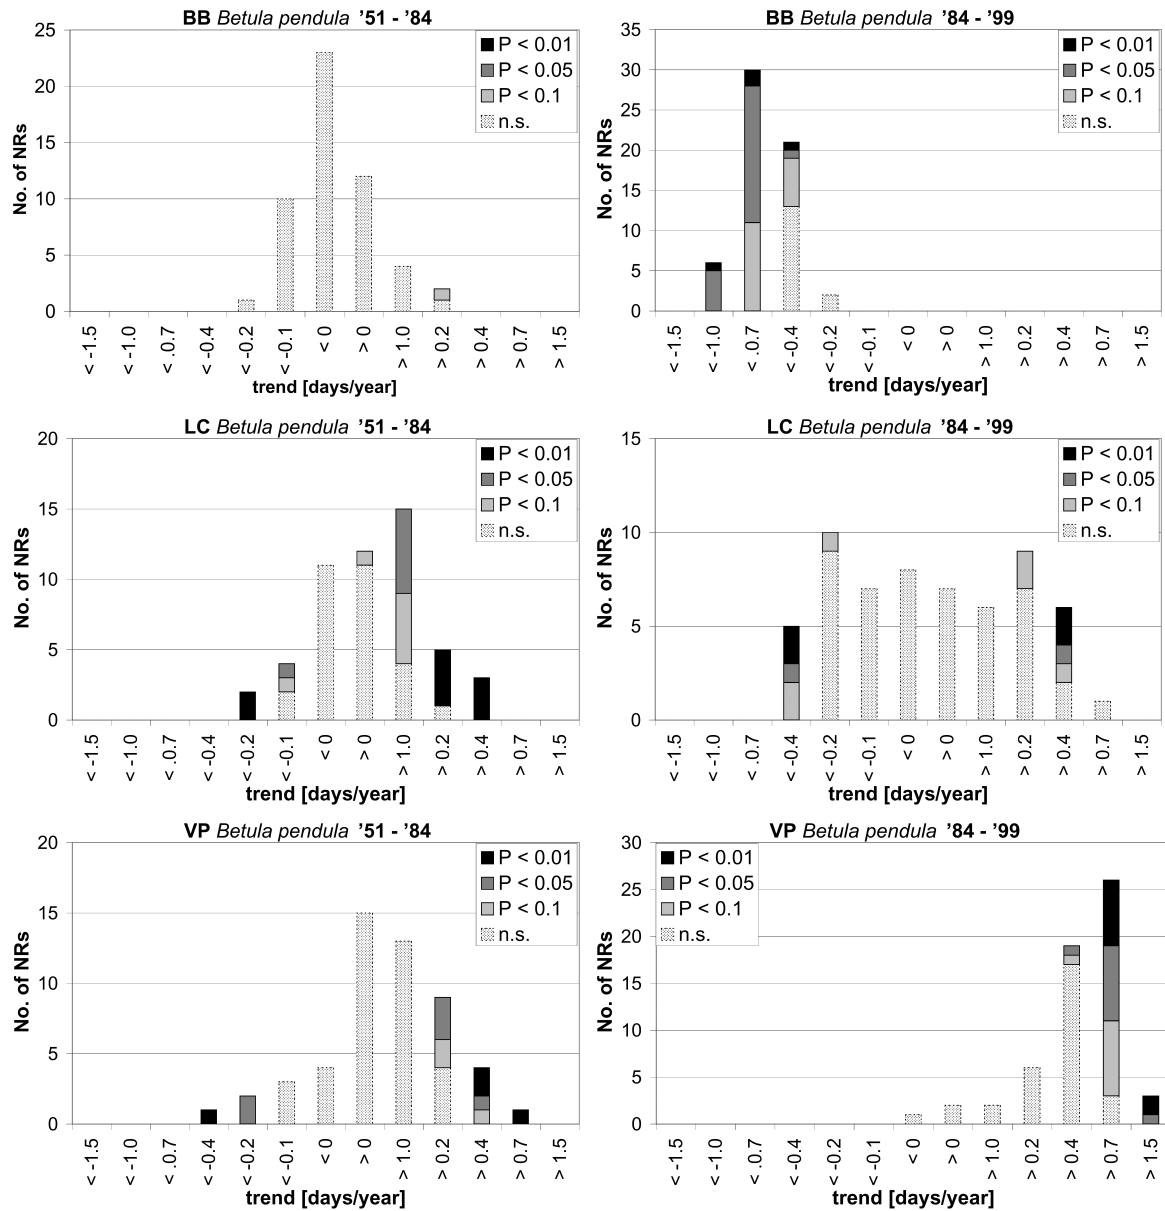 BB Betula pendula ’51 - ’84
25
20
15
10
5
0
No. of NRs
P < 0.01
P < 0.05
P < 0.1
n.s.
< -1.5
< -1.0
< .0.7
< -0.4
< -0.2
< -0.1
< 0
> 0
> 1.0
> 0.2
> 0.4
> 0.7
> 1.5
trend [days/year]
BB Betula pendula ’84 - ’99
35
30
25
20
15
10
5
0
No. of NRs
P < 0.01
P < 0.05
P < 0.1
n.s.
< -1.5
< -1.0
< .0.7
< -0.4
< -0.2
< -0.1
< 0
> 0
> 1.0
> 0.2
> 0.4
> 0.7
> 1.5
trend [days/year]
LC Betula pendula ’51 - ’84
20
15
10
5
0
No. of NRs
P < 0.01
P < 0.05
P < 0.1
n.s.
< -1.5
< -1.0
< .0.7
< -0.4
< -0.2
< -0.1
< 0
> 0
> 1.0
> 0.2
> 0.4
> 0.7
> 1.5
trend [days/year]
LC Betula pendula ’84 - ’99
15
10
5
0
No. of NRs
P < 0.01
P < 0.05
P < 0.1
n.s.
< -1.5
< -1.0
< .0.7
< -0.4
< -0.2
< -0.1
< 0
> 0
> 1.0
> 0.2
> 0.4
> 0.7
> 1.5
trend [days/year]
VP Betula pendula ’51 - ’84
20
15
10
5
0
No. of NRs
P < 0.01
P < 0.05
P < 0.1
n.s.
< -1.5
< -1.0
< .0.7
< -0.4
< -0.2
< -0.1
< 0
> 0
> 1.0
> 0.2
> 0.4
> 0.7
> 1.5
trend [days/year]
VP Betula pendula ’84 - ’99
30
25
20
15
10
5
0
No. of NRs
P < 0.01
P < 0.05
P < 0.1
n.s.
< -1.5
< -1.0
< .0.7
< -0.4
< -0.2
< -0.1
< 0
> 0
> 1.0
> 0.2
> 0.4
> 0.7
> 1.5
trend [days/year]